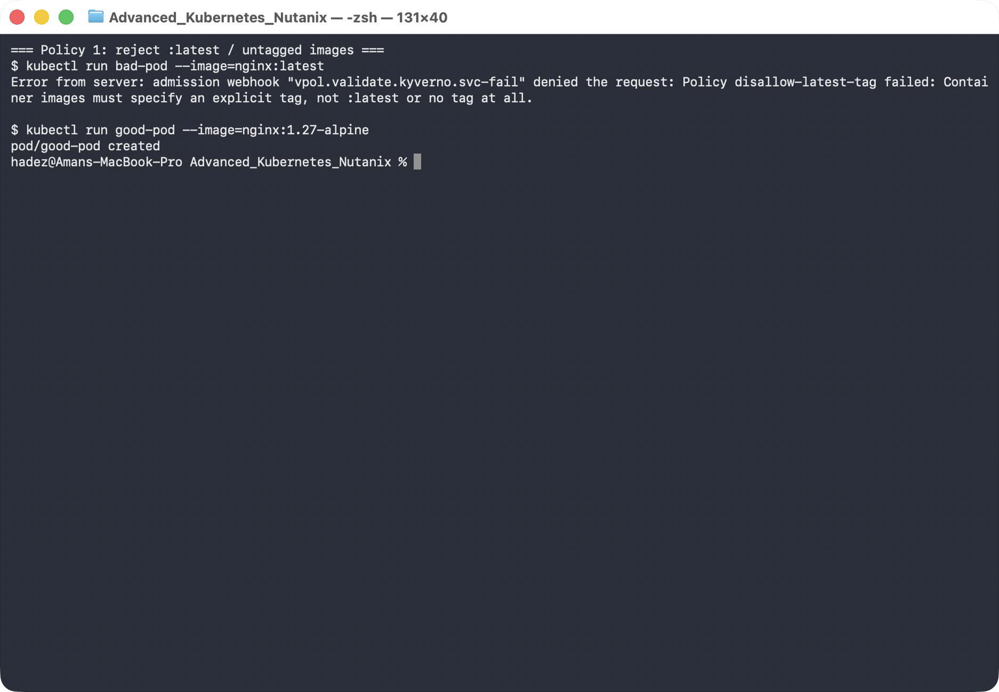 Advanced_Kubernetes_Nutanix — -zsh — 131×40
=== Policy 1: reject :latest / untagged images ===
$ kubectl run bad-pod --image=nginx:latest
Error from server: admission webhook "vpol.validate.kyverno.svc-fail" denied the request: Policy disallow-latest-tag failed: Contai
ner images must specify an explicit tag, not :latest or no tag at all.
$ kubectl run good-pod --image=nginx:1.27-alpine
pod/good-pod created
hadez@Amans-MacBook-Pro Advanced_Kubernetes_Nutanix %